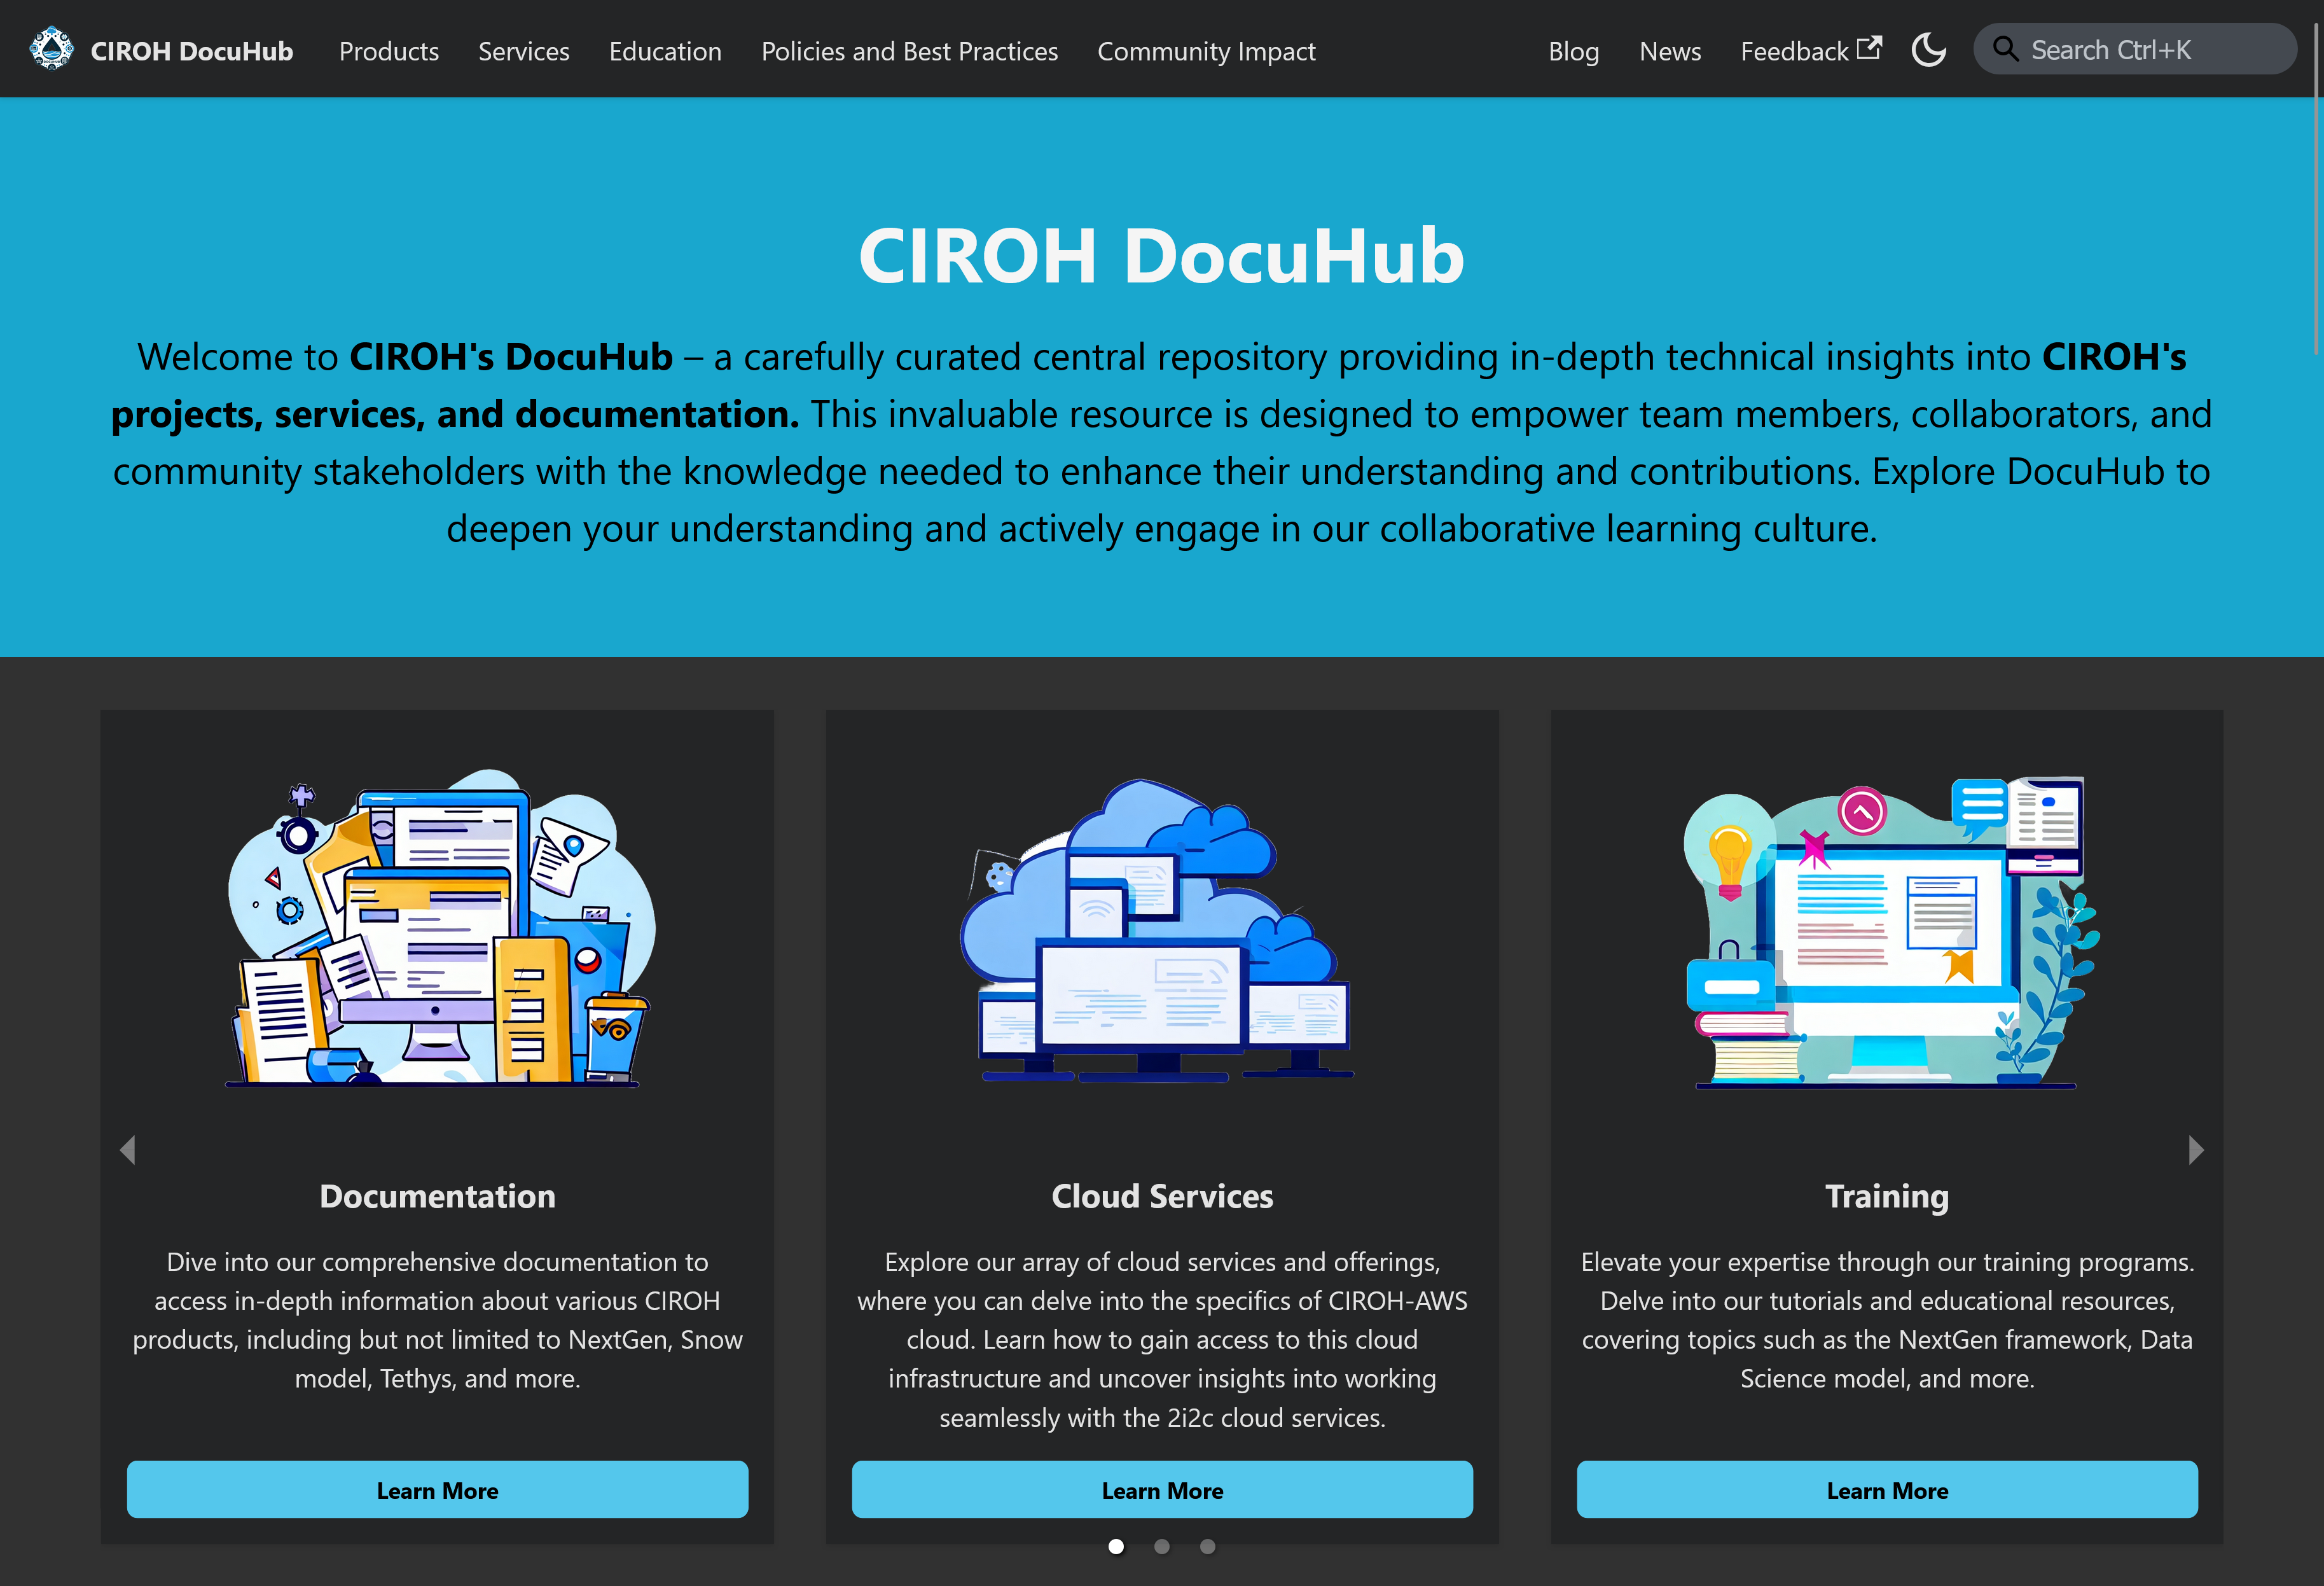 CIROH DocuHub
Products
Services
Education
Policies and Best Practices
Community Impact
Blog
News
Feedback
Search Ctrl+K
CIROH DocuHub
Welcome to CIROH's DocuHub – a carefully curated central repository providing in-depth technical insights into CIROH's
projects, services, and documentation. This invaluable resource is designed to empower team members, collaborators, and
community stakeholders with the knowledge needed to enhance their understanding and contributions. Explore DocuHub to
deepen your understanding and actively engage in our collaborative learning culture.
Documentation
Dive into our comprehensive documentation to
access in-depth information about various CIROH
products, including but not limited to NextGen, Snow
model, Tethys, and more.
Learn More
Cloud Services
Explore our array of cloud services and offerings,
where you can delve into the specifics of CIROH-AWS
cloud. Learn how to gain access to this cloud
infrastructure and uncover insights into working
seamlessly with the 2i2c cloud services.
Learn More
Training
Elevate your expertise through our training programs.
Delve into our tutorials and educational resources,
covering topics such as the NextGen framework, Data
Science model, and more.
Learn More